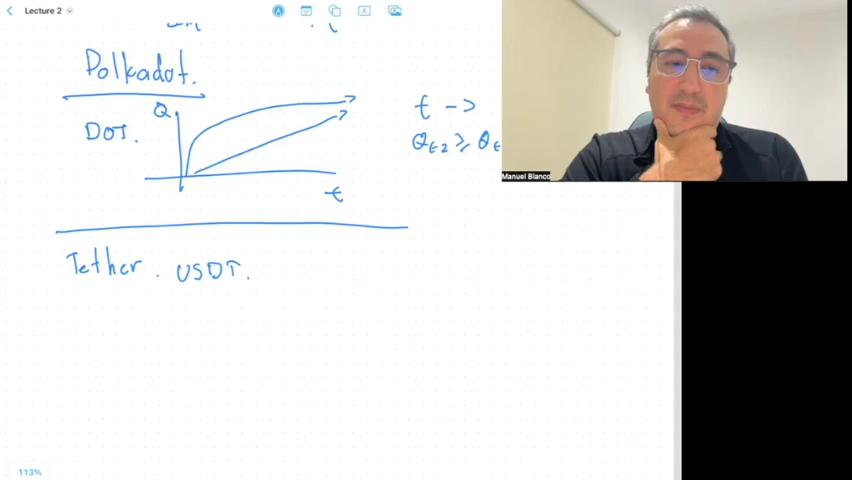 Lecture 2
Polkadot.
Q
DOT.
t
t ->
Qt2 ≥ Qt
Manuel Blanco
Tether. USDT.
113%